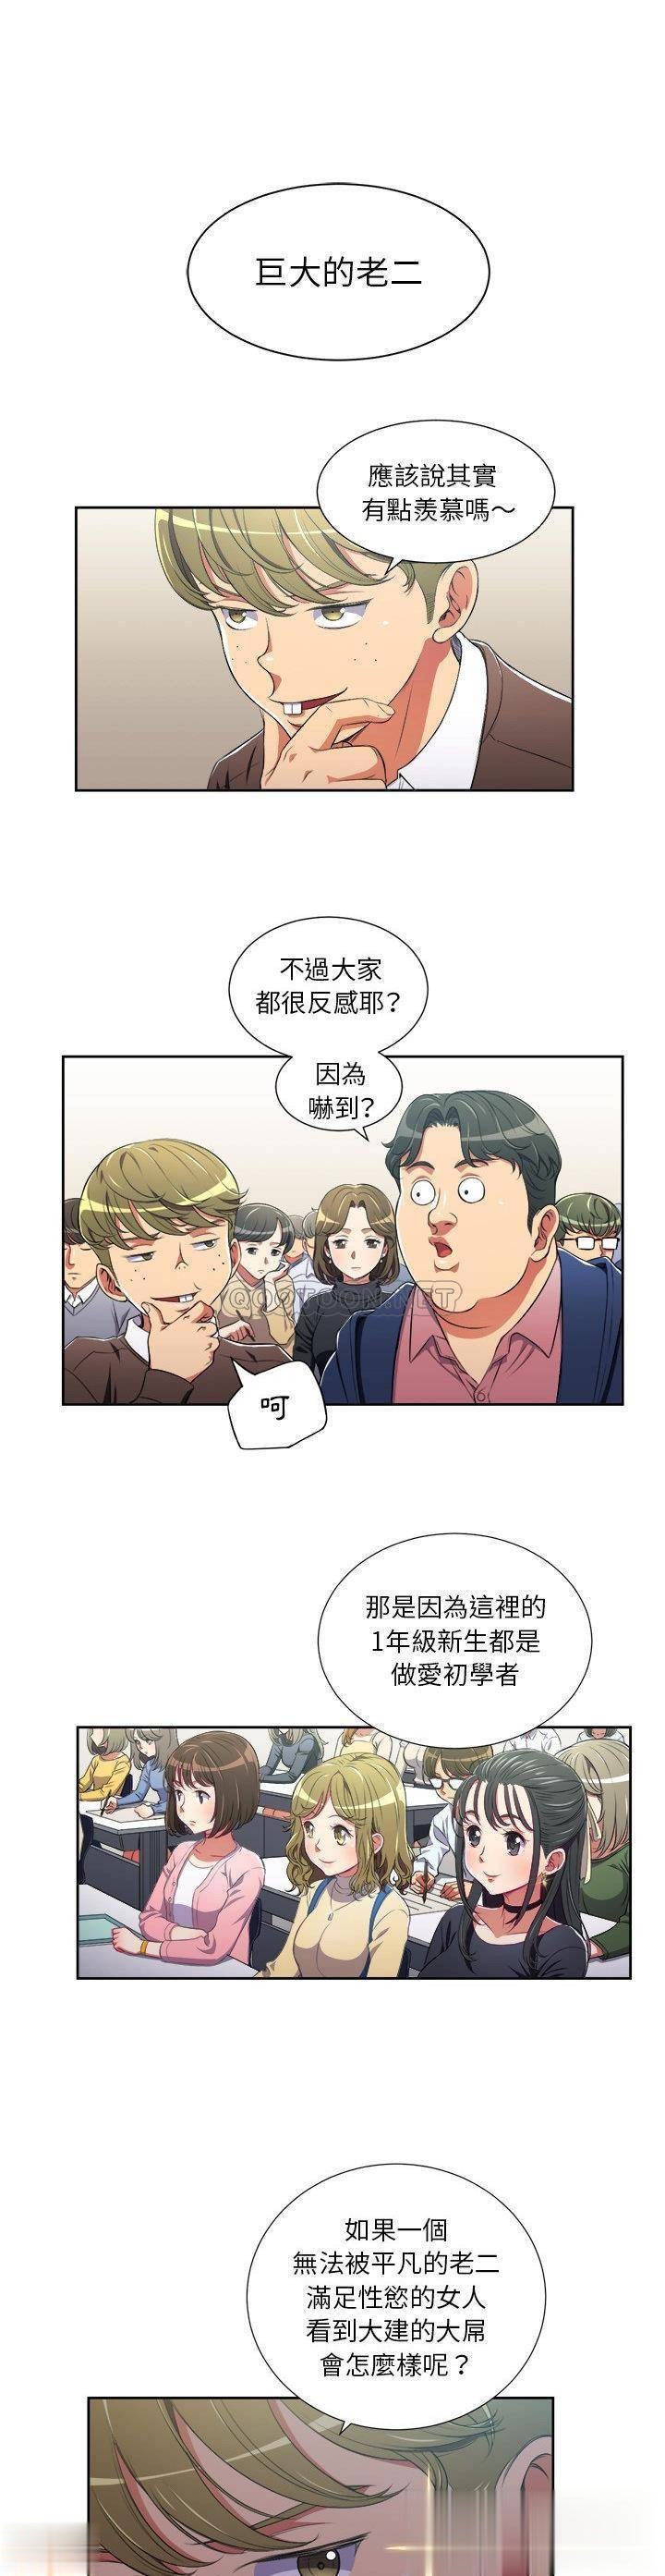 巨大的老二
應該說其實
有點羨慕嗎～
不過大家
都很反感耶？
因為
嚇到？
QOOTOON.NET
呵
那是因為這裡的
1年級新生都是
做愛初學者
如果一個
無法被平凡的老二
滿足性慾的女人
看到大建的大屌
會怎麼樣呢？